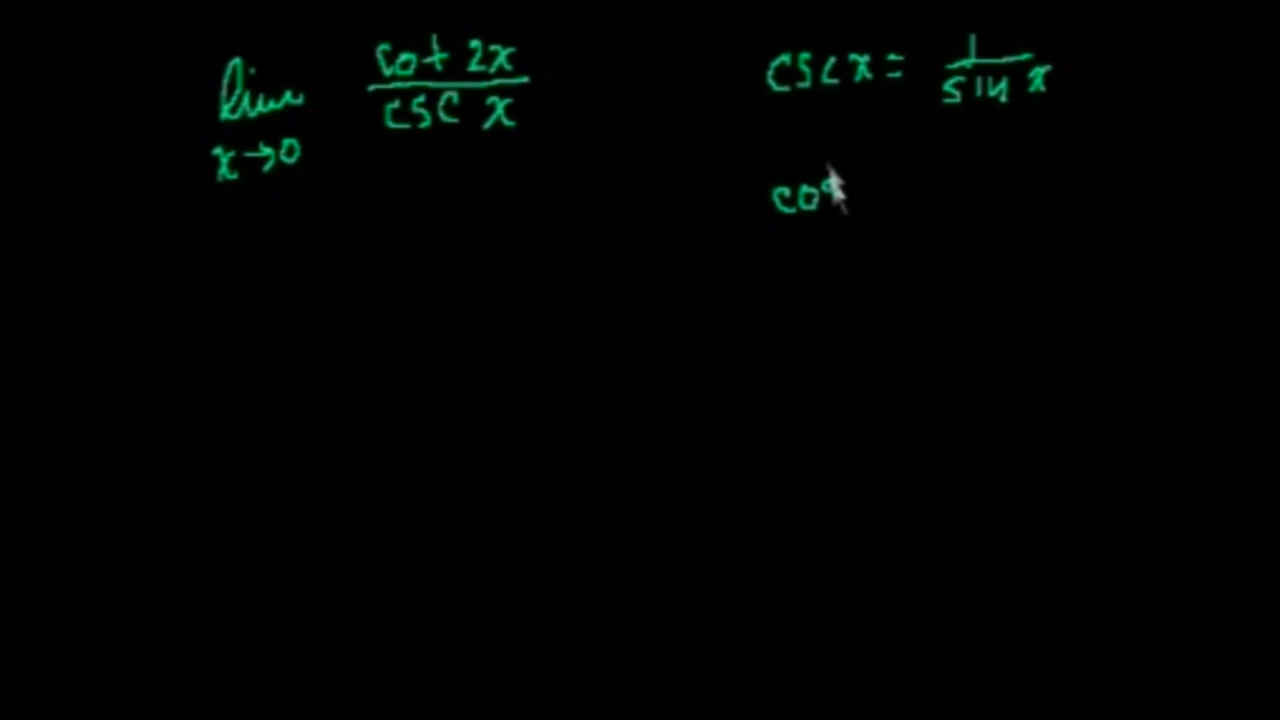 lim x→0 cot 2x / csc x
csc x = 1 / sin x
co